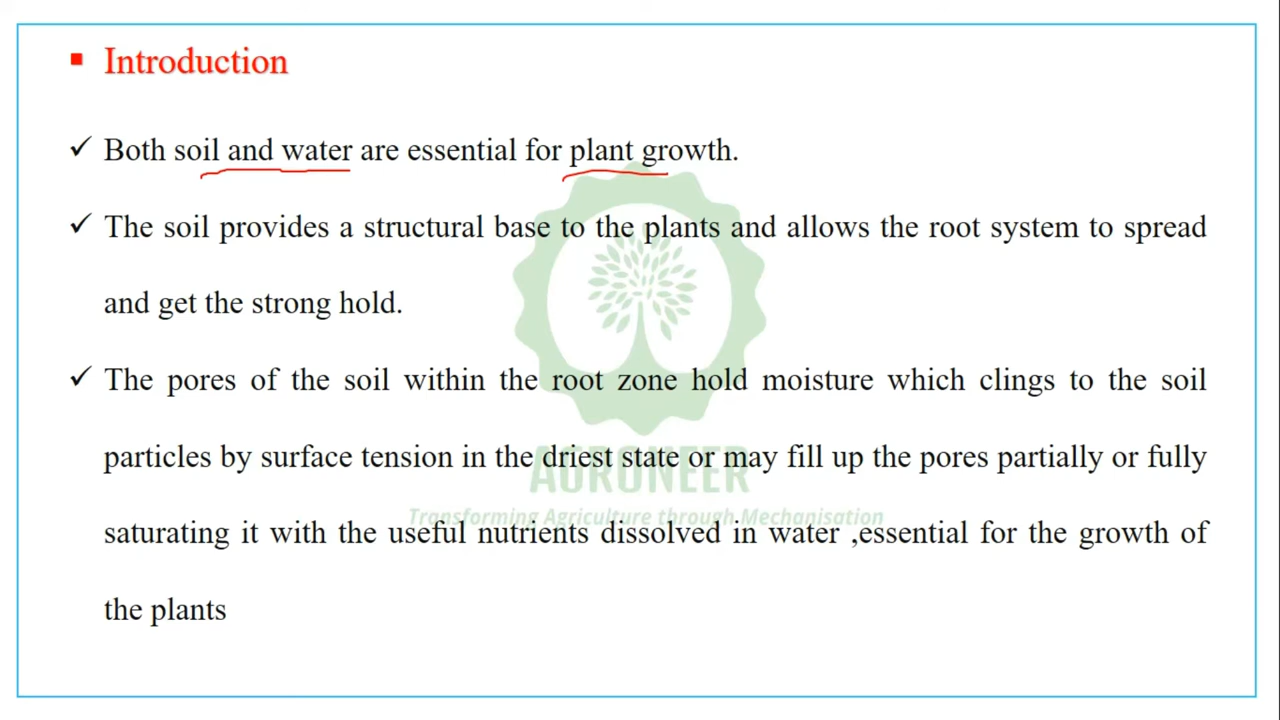 Introduction
Both soil and water are essential for plant growth.
The soil provides a structural base to the plants and allows the root system to spread
and get the strong hold.
The pores of the soil within the root zone hold moisture which clings to the soil
particles by surface tension in the driest state or may fill up the pores partially or fully
saturating it with the useful nutrients dissolved in water ,essential for the growth of
the plants
AGRONEER
Transforming Agriculture through Mechanisation